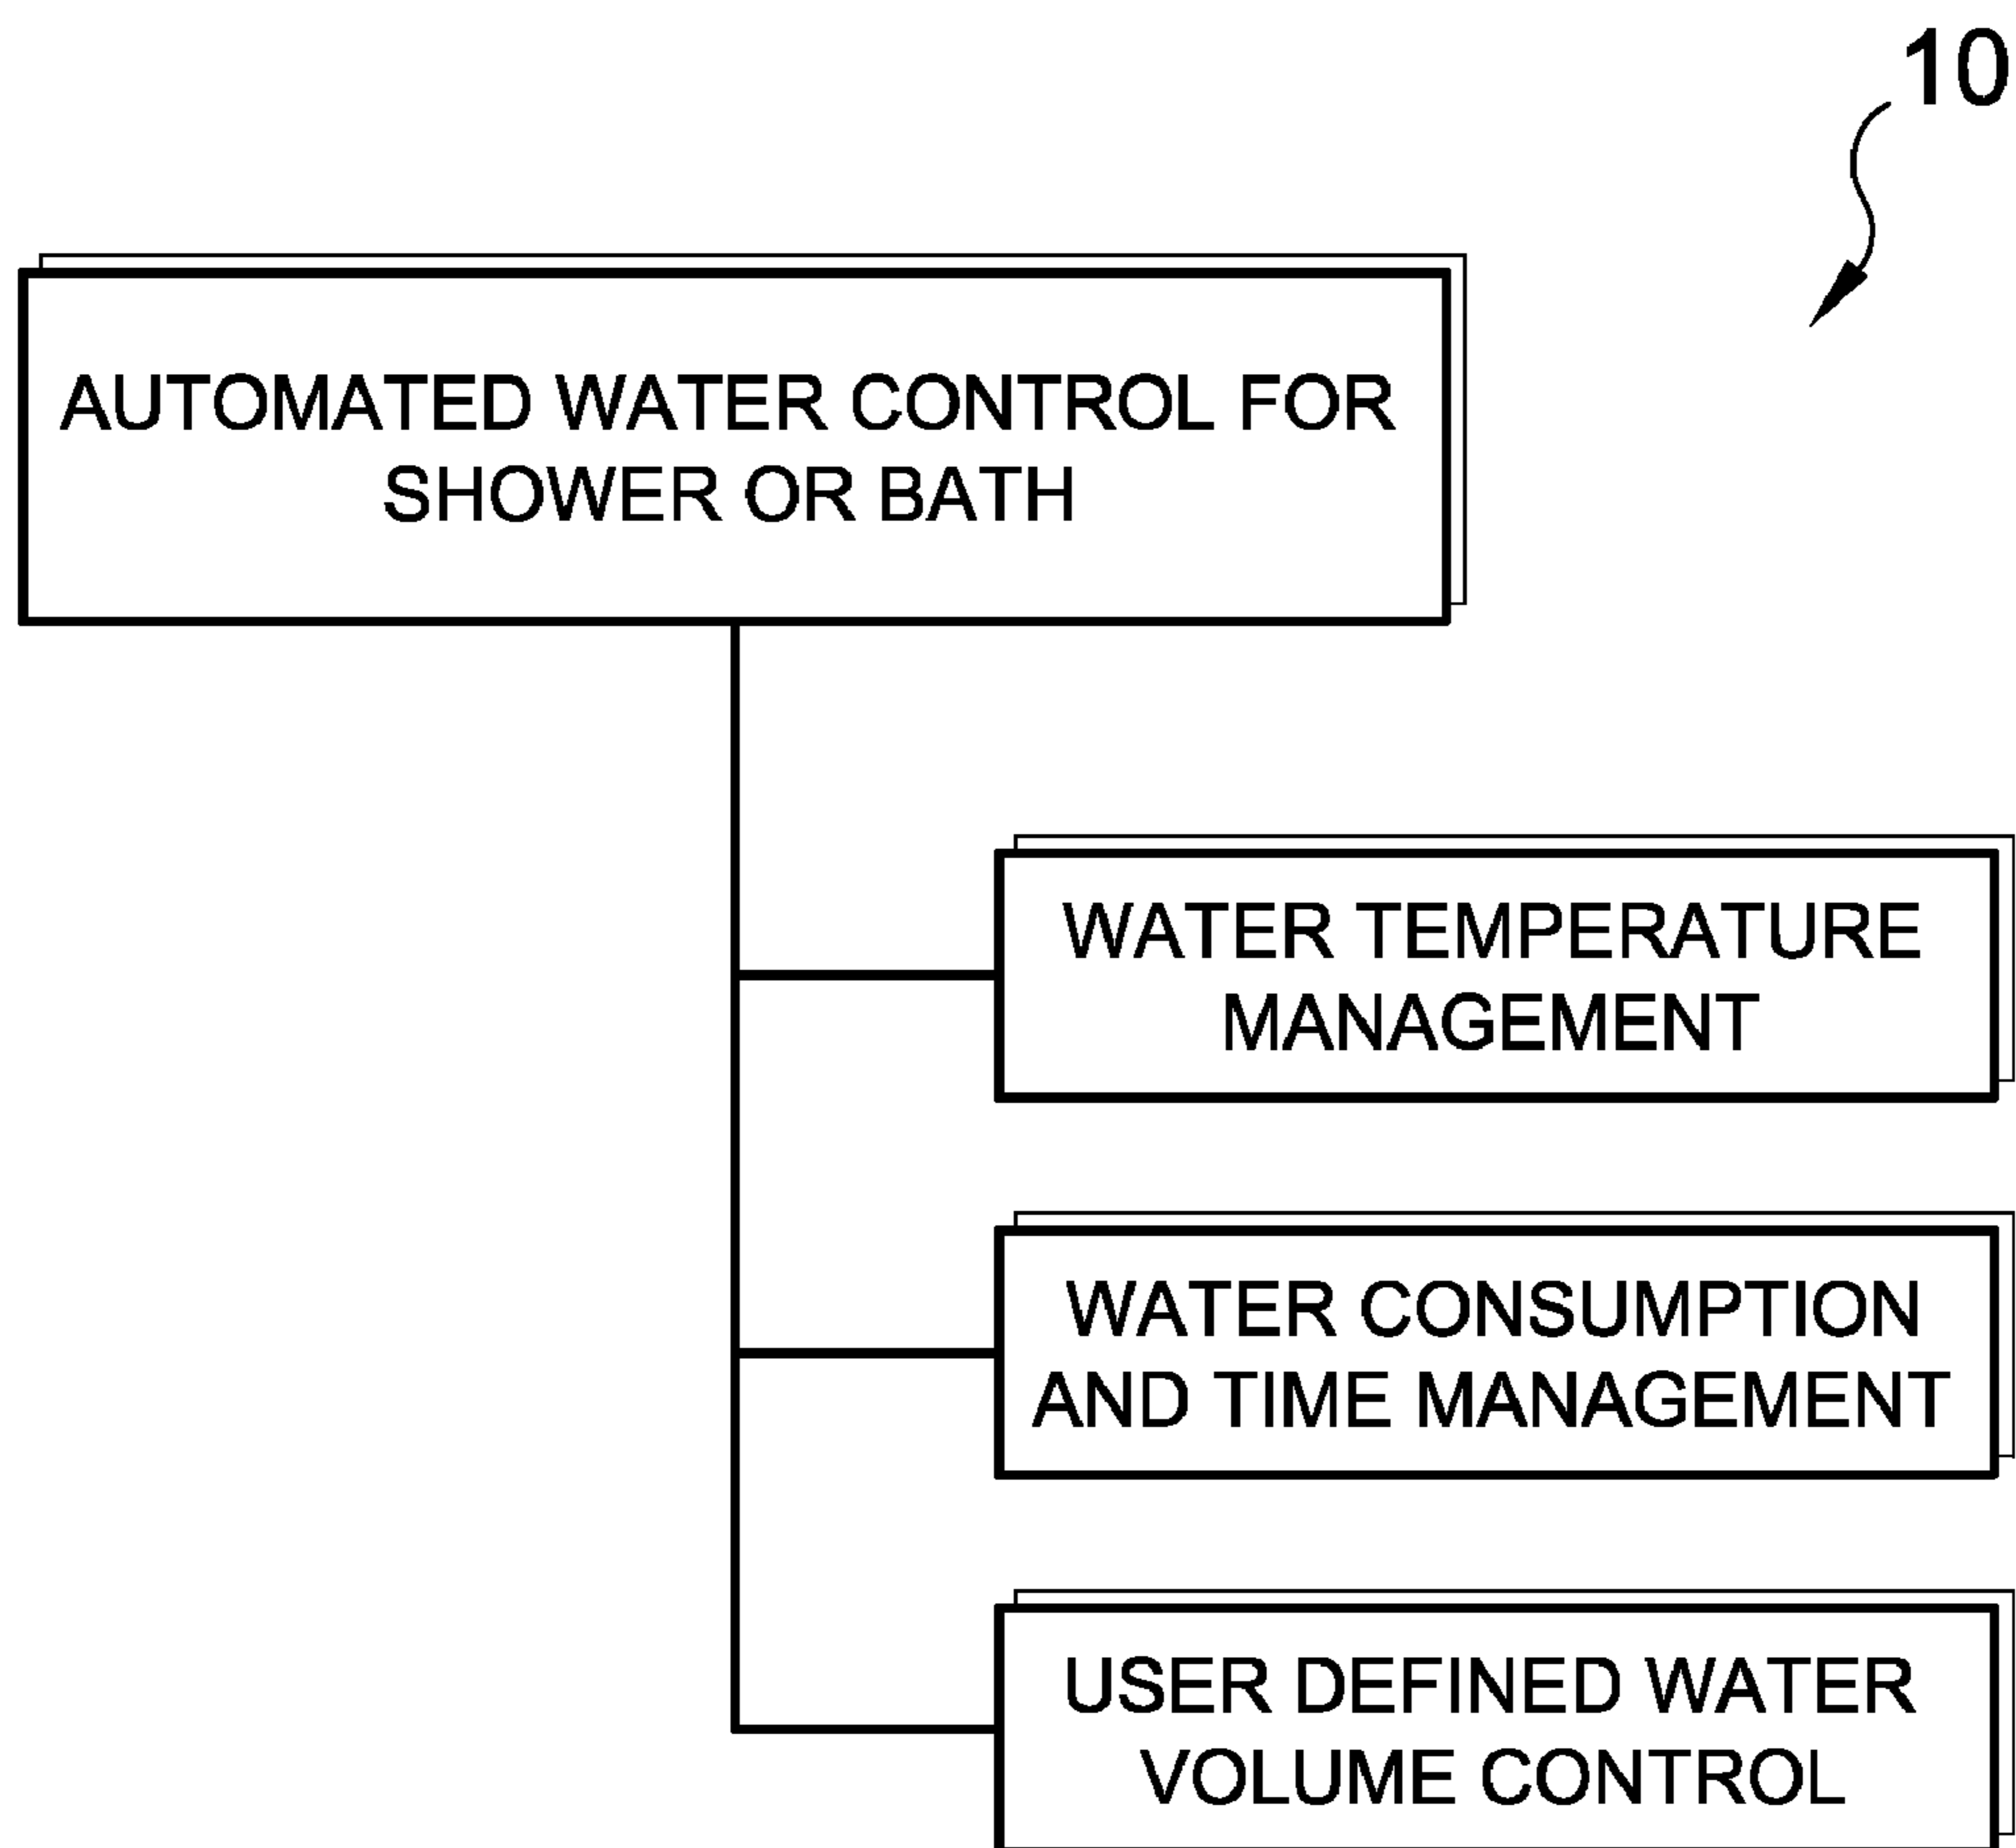 10
AUTOMATED WATER CONTROL FOR
SHOWER OR BATH
WATER TEMPERATURE
MANAGEMENT
WATER CONSUMPTION
AND TIME MANAGEMENT
USER DEFINED WATER
VOLUME CONTROL